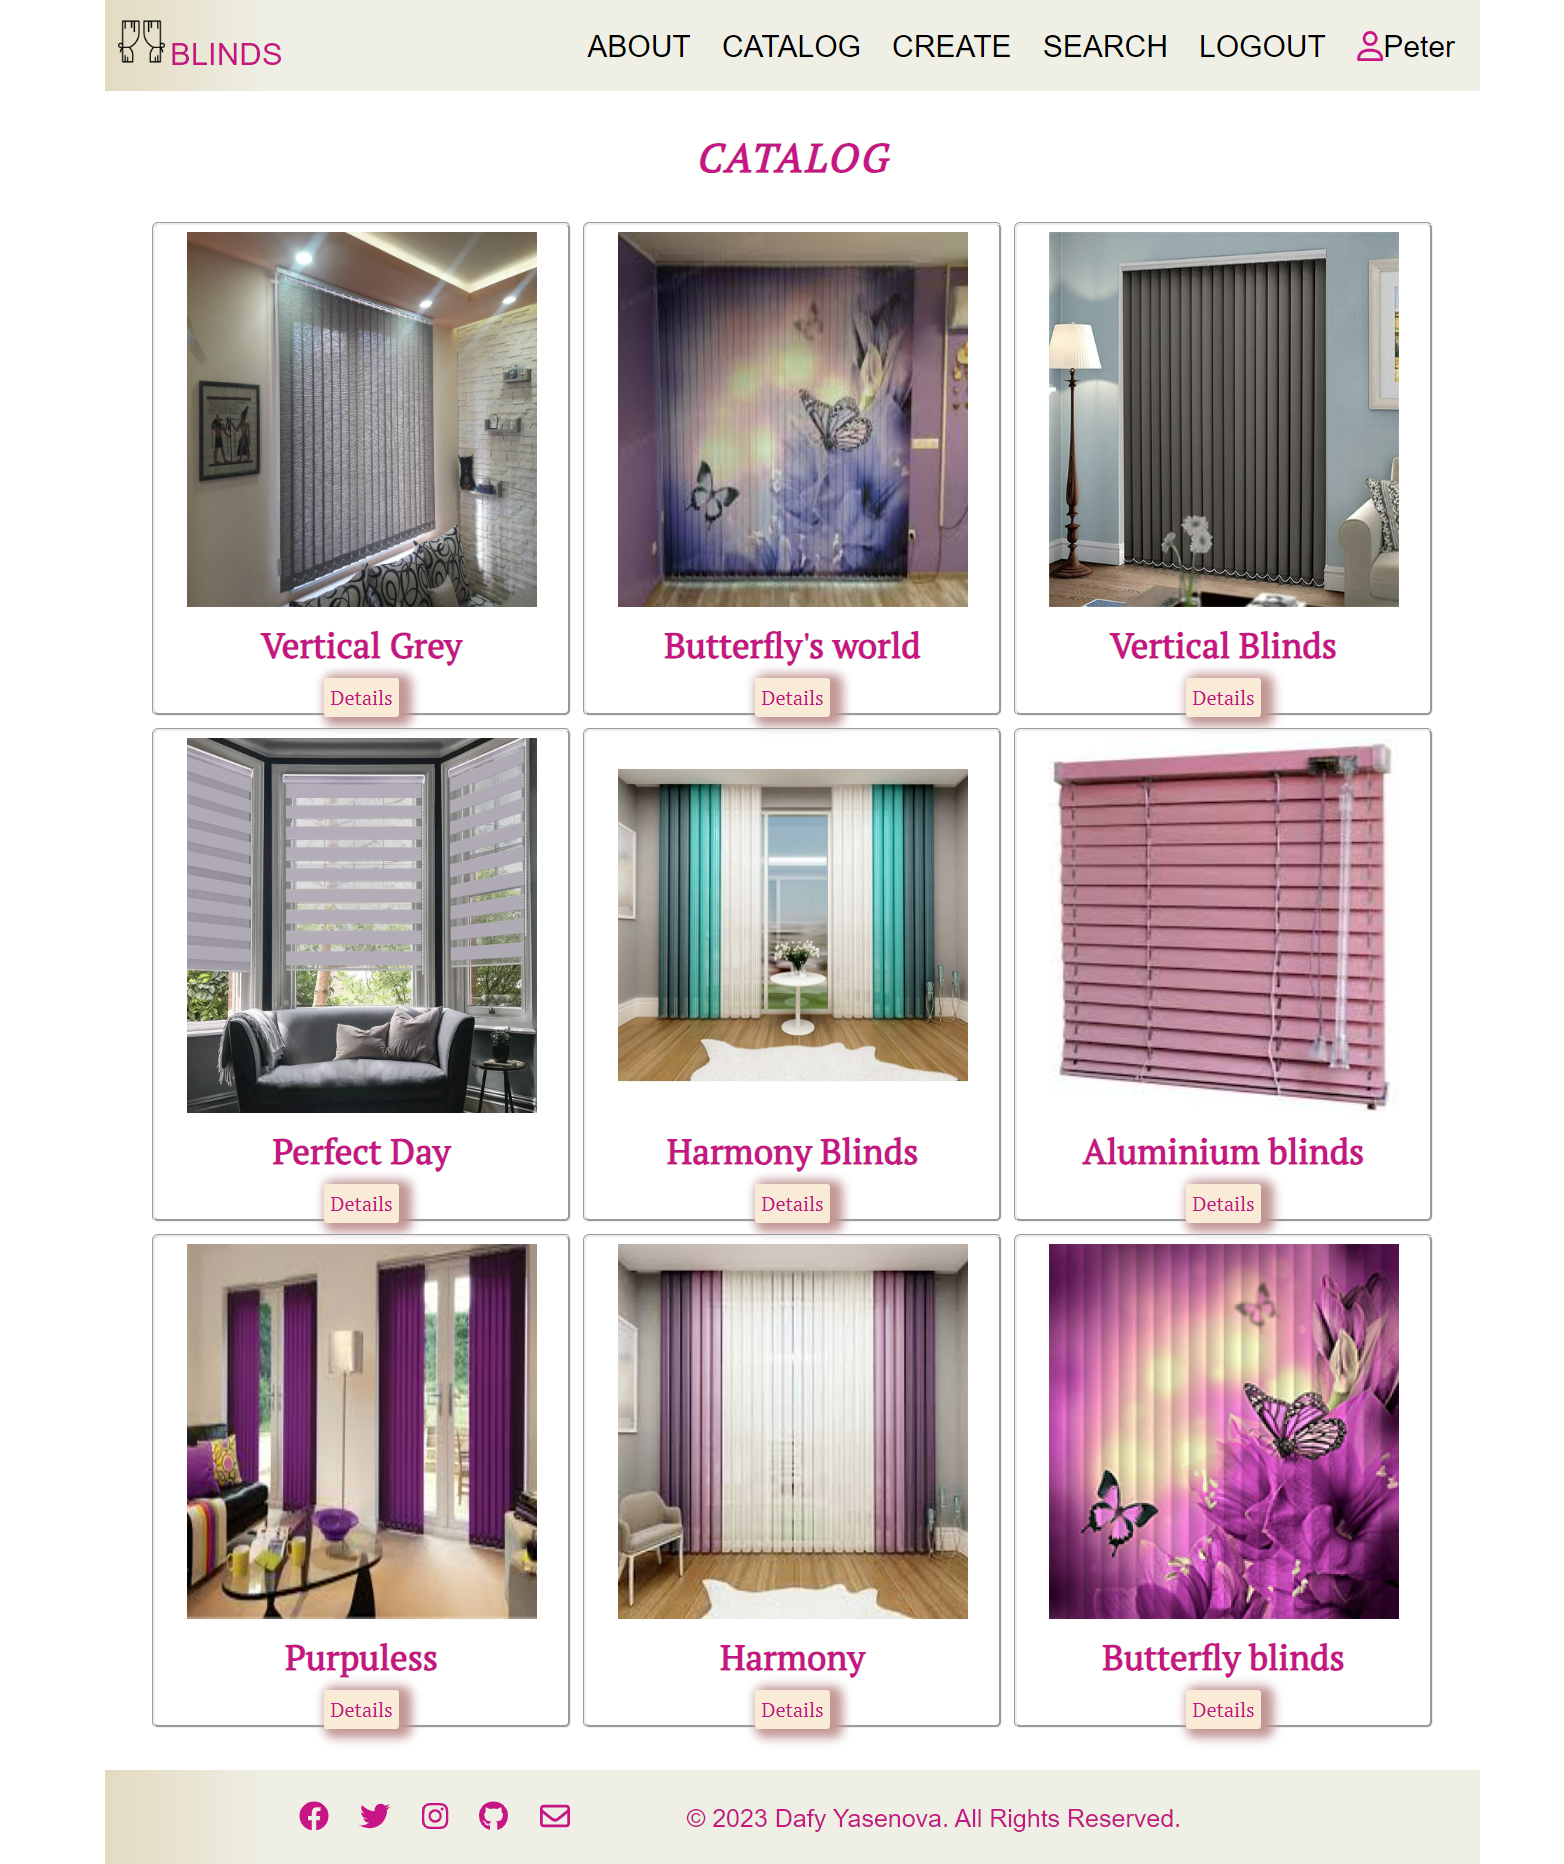 BLINDS
ABOUT CATALOG CREATE SEARCH LOGOUT Peter
CATALOG
Vertical Grey
Details
Butterfly's world
Details
Vertical Blinds
Details
Perfect Day
Details
Harmony Blinds
Details
Aluminium blinds
Details
Purpuless
Details
Harmony
Details
Butterfly blinds
Details
© 2023 Dafy Yasenova. All Rights Reserved.